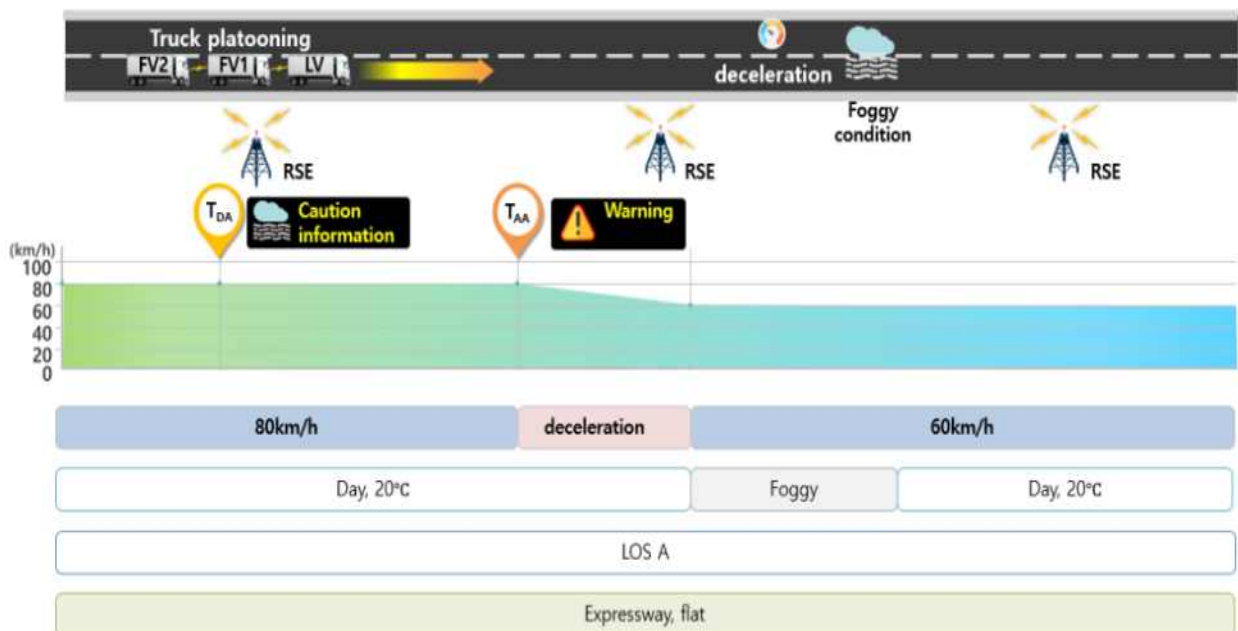 Truck platooning
FV2 FV1 LV
deceleration
Foggy
condition
RSE RSE RSE
TDA Caution
information
TAA Warning
(km/h)
100
80
60
40
20
0
80km/h deceleration 60km/h
Day, 20℃ Foggy Day, 20℃
LOS A
Expressway, flat